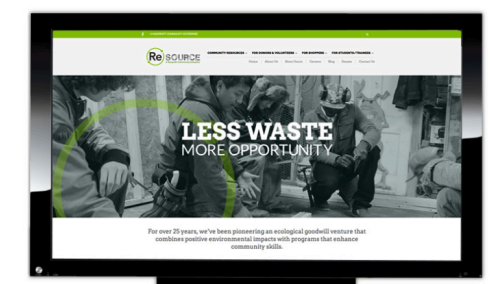 Re SOURCE
COMMUNITY RESOURCES FOR DONORS & VOLUNTEERS FOR SHOPPERS FOR STUDENTS/TRAINEES
Home About Us Store Hours Careers Blog Donate Contact Us
LESS WASTE
MORE OPPORTUNITY
For over 25 years, we've been pioneering an ecological goodwill venture that
combines positive environmental impacts with programs that enhance
community skills.